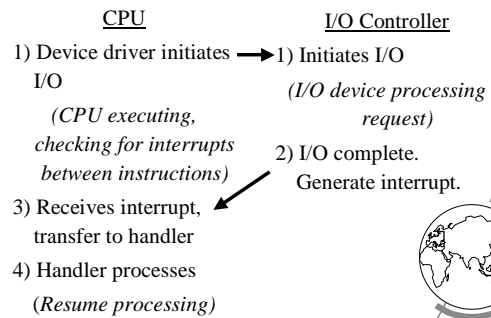 CPU
1) Device driver initiates
I/O
(CPU executing,
checking for interrupts
between instructions)
3) Receives interrupt,
transfer to handler
4) Handler processes
(Resume processing)
I/O Controller
1) Initiates I/O
(I/O device processing
request)
2) I/O complete.
Generate interrupt.